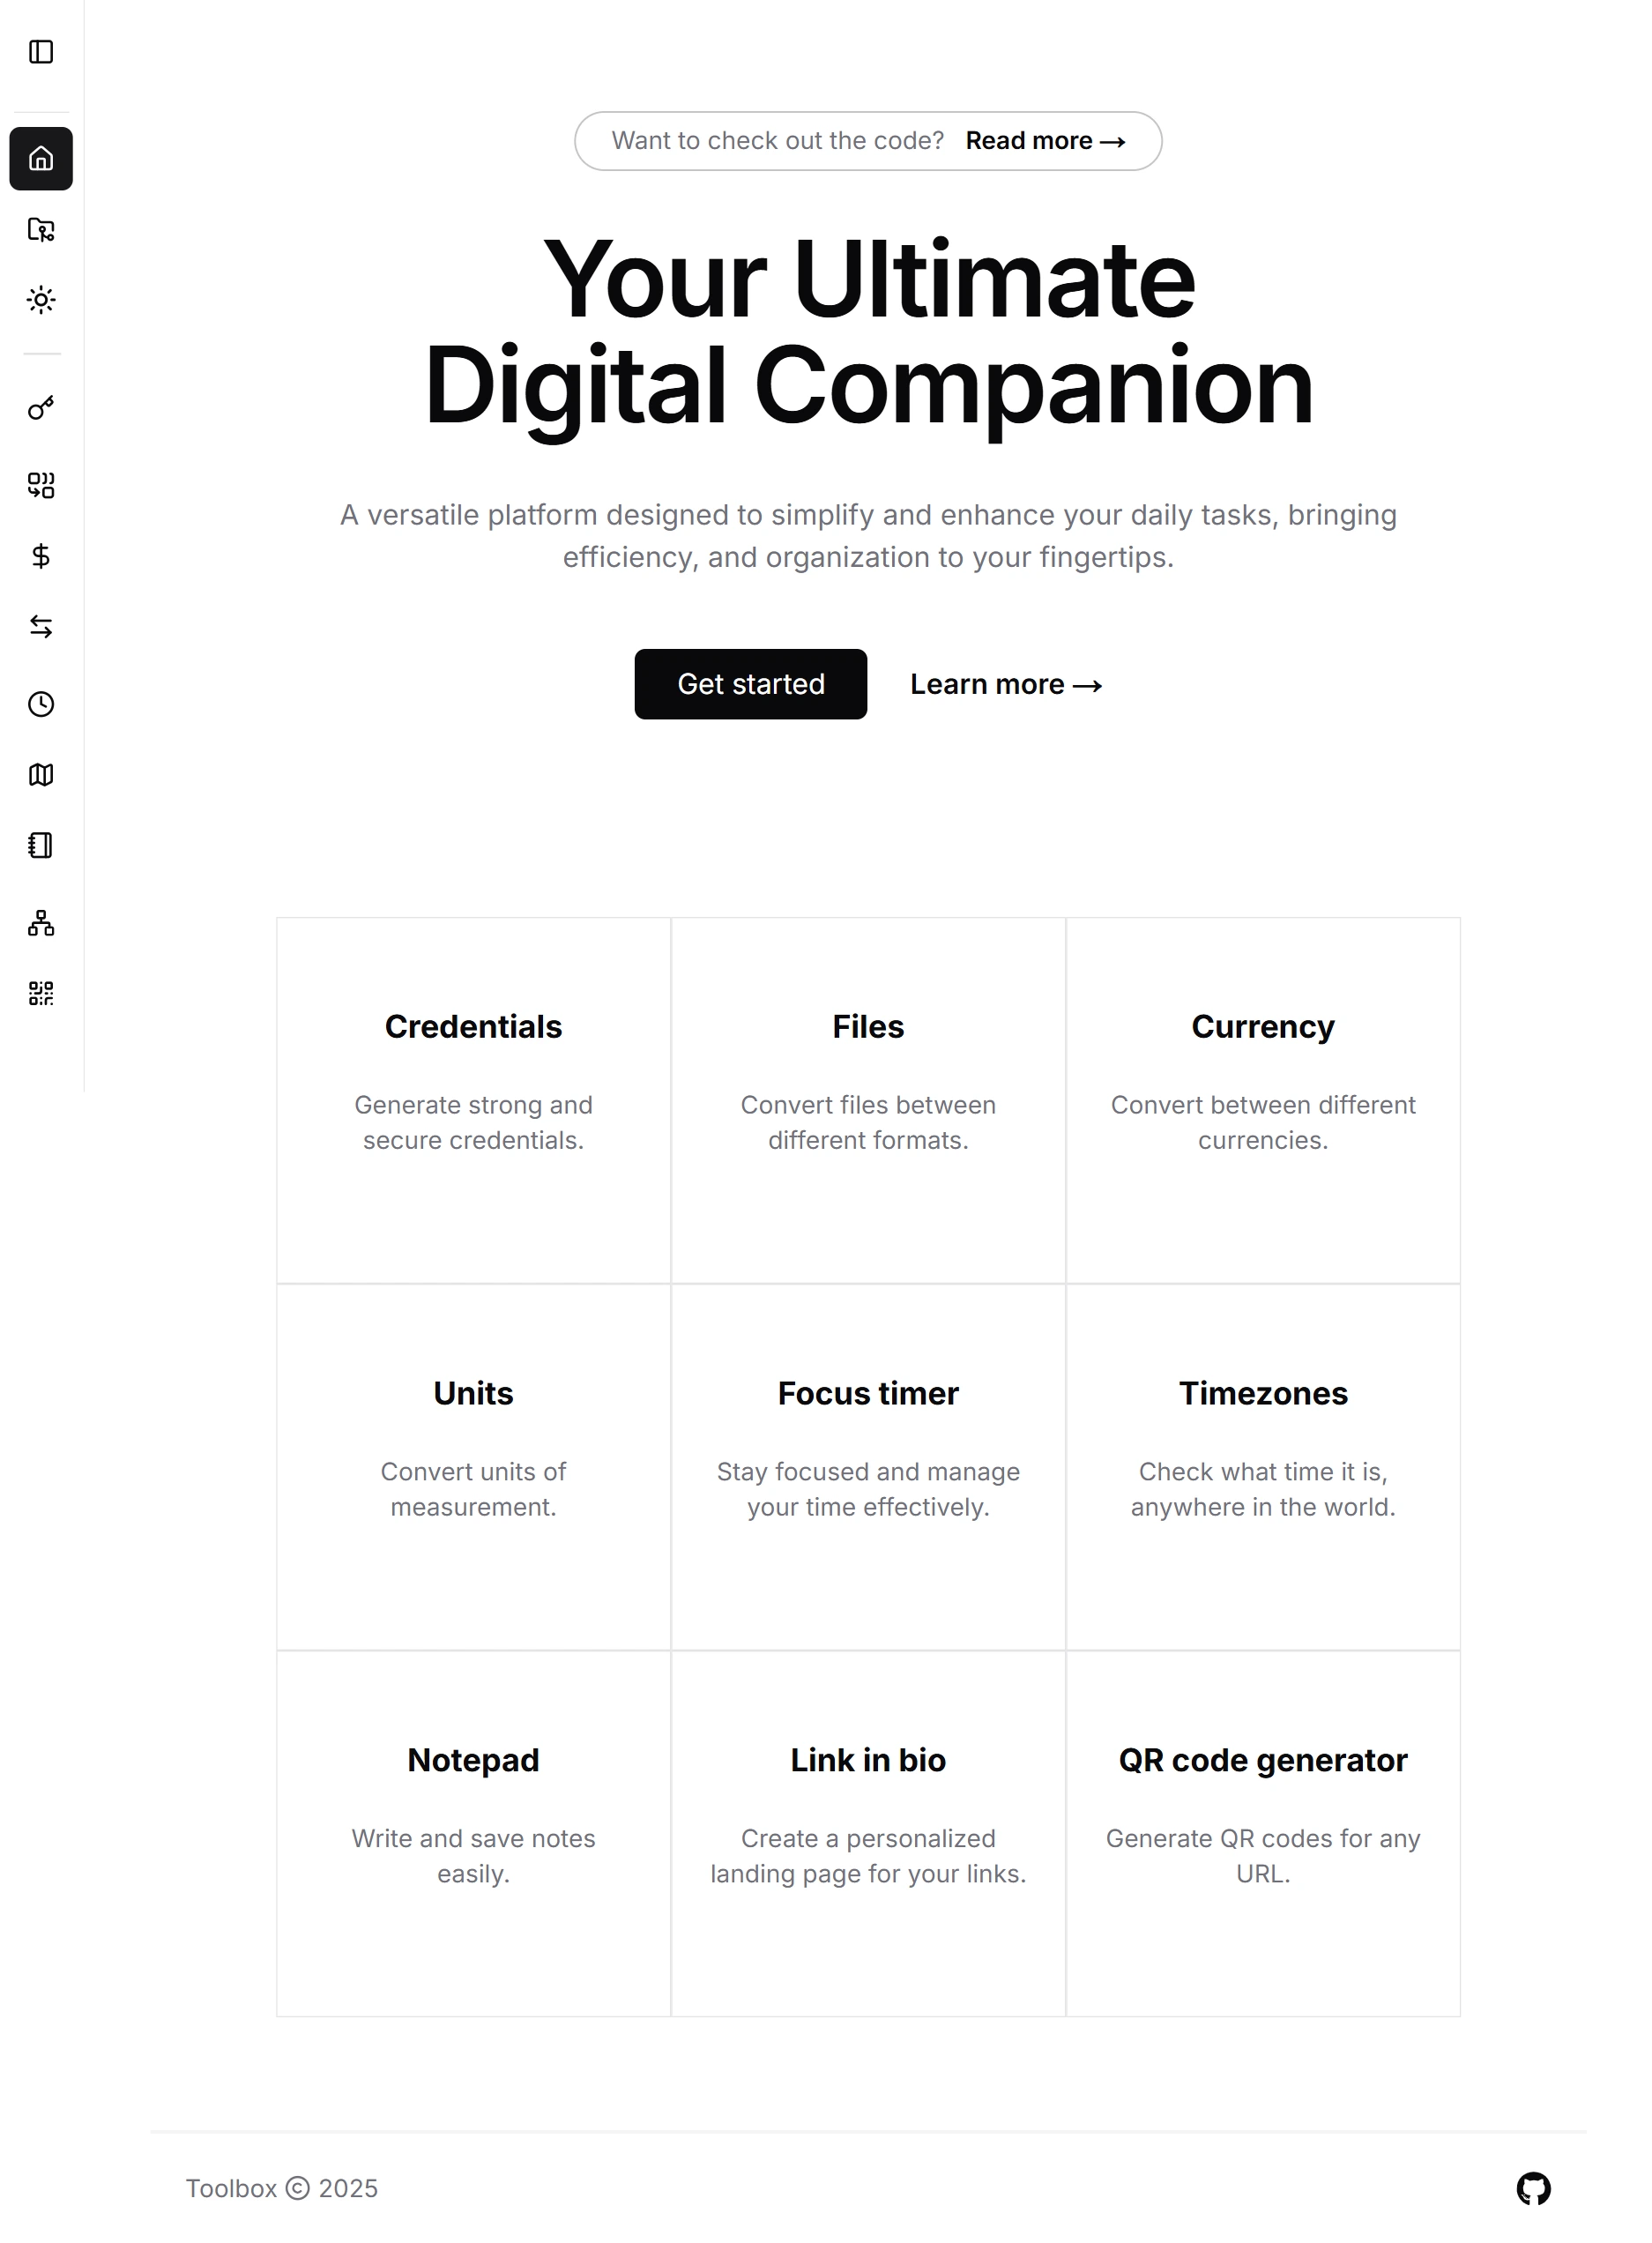 Want to check out the code? Read more →
Your Ultimate
Digital Companion
A versatile platform designed to simplify and enhance your daily tasks, bringing
efficiency, and organization to your fingertips.
Get started
Learn more →
Credentials
Generate strong and
secure credentials.
Files
Convert files between
different formats.
Currency
Convert between different
currencies.
Units
Convert units of
measurement.
Focus timer
Stay focused and manage
your time effectively.
Timezones
Check what time it is,
anywhere in the world.
Notepad
Write and save notes
easily.
Link in bio
Create a personalized
landing page for your links.
QR code generator
Generate QR codes for any
URL.
Toolbox © 2025